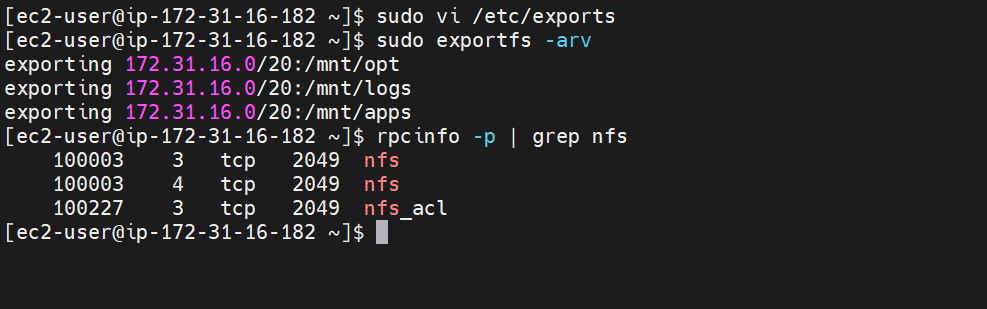 [ec2-user@ip-172-31-16-182 ~]$ sudo vi /etc/exports
[ec2-user@ip-172-31-16-182 ~]$ sudo exportfs -arv
exporting 172.31.16.0/20:/mnt/opt
exporting 172.31.16.0/20:/mnt/logs
exporting 172.31.16.0/20:/mnt/apps
[ec2-user@ip-172-31-16-182 ~]$ rpcinfo -p | grep nfs
    100003    3   tcp   2049  nfs
    100003    4   tcp   2049  nfs
    100227    3   tcp   2049  nfs_acl
[ec2-user@ip-172-31-16-182 ~]$